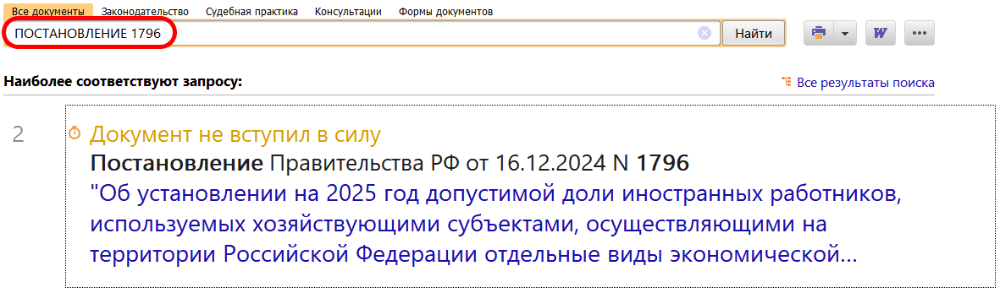 Все документы Законодательство Судебная практика Консультации Формы документов
ПОСТАНОВЛЕНИЕ 1796 Найти W
Наиболее соответствуют запросу: Все результаты поиска
2 Документ не вступил в силу
Постановление Правительства РФ от 16.12.2024 N 1796
"Об установлении на 2025 год допустимой доли иностранных работников,
используемых хозяйствующими субъектами, осуществляющими на
территории Российской Федерации отдельные виды экономической...